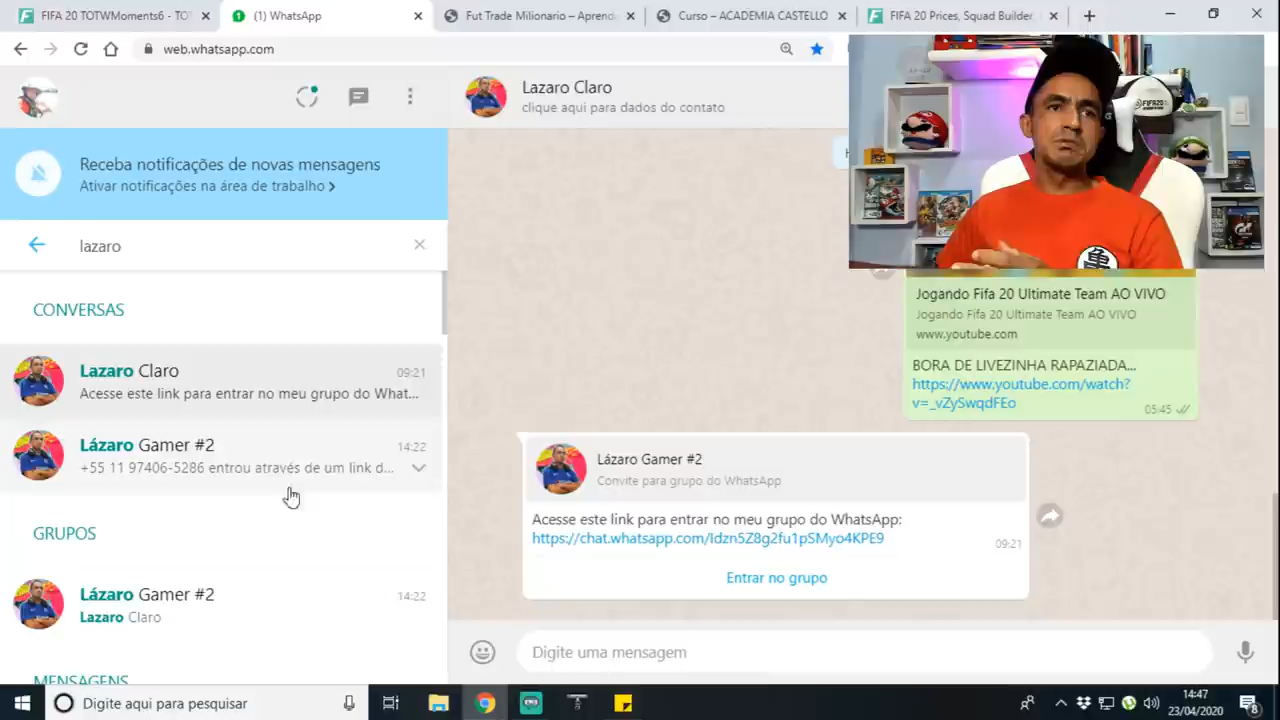 FIFA 20 TOTWMoments6 - TOT
(1) WhatsApp
Fut Trade Milionario – Aprend
Curso – ACADEMIA CASTELLO
FIFA 20 Prices, Squad Builder,
web.whatsapp.com
Lazaro Claro
clique aqui para dados do contato
Receba notificações de novas mensagens
Ativar notificações na área de trabalho
lazaro
CONVERSAS
Lazaro Claro
09:21
Acesse este link para entrar no meu grupo do What...
Lázaro Gamer #2
14:22
+55 11 97406-5286 entrou através de um link d...
GRUPOS
Lázaro Gamer #2
14:22
Lazaro Claro
MENSAGENS
FIFA20
Jogando Fifa 20 Ultimate Team AO VIVO
Jogando Fifa 20 Ultimate Team AO VIVO
www.youtube.com
BORA DE LIVEZINHA RAPAZIADA...
https://www.youtube.com/watch?
v=_vZySwqdFEo
05:45
Lázaro Gamer #2
Convite para grupo do WhatsApp
Acesse este link para entrar no meu grupo do WhatsApp:
https://chat.whatsapp.com/Idzn5Z8g2fu1pSMyo4KPE9
09:21
Entrar no grupo
Digite uma mensagem
Digite aqui para pesquisar
14:47
23/04/2020
8